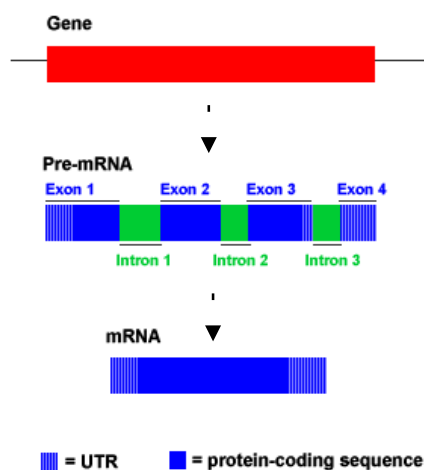 Gene
Pre-mRNA
Exon 1 Exon 2 Exon 3 Exon 4
Intron 1 Intron 2 Intron 3
mRNA
= UTR = protein-coding sequence